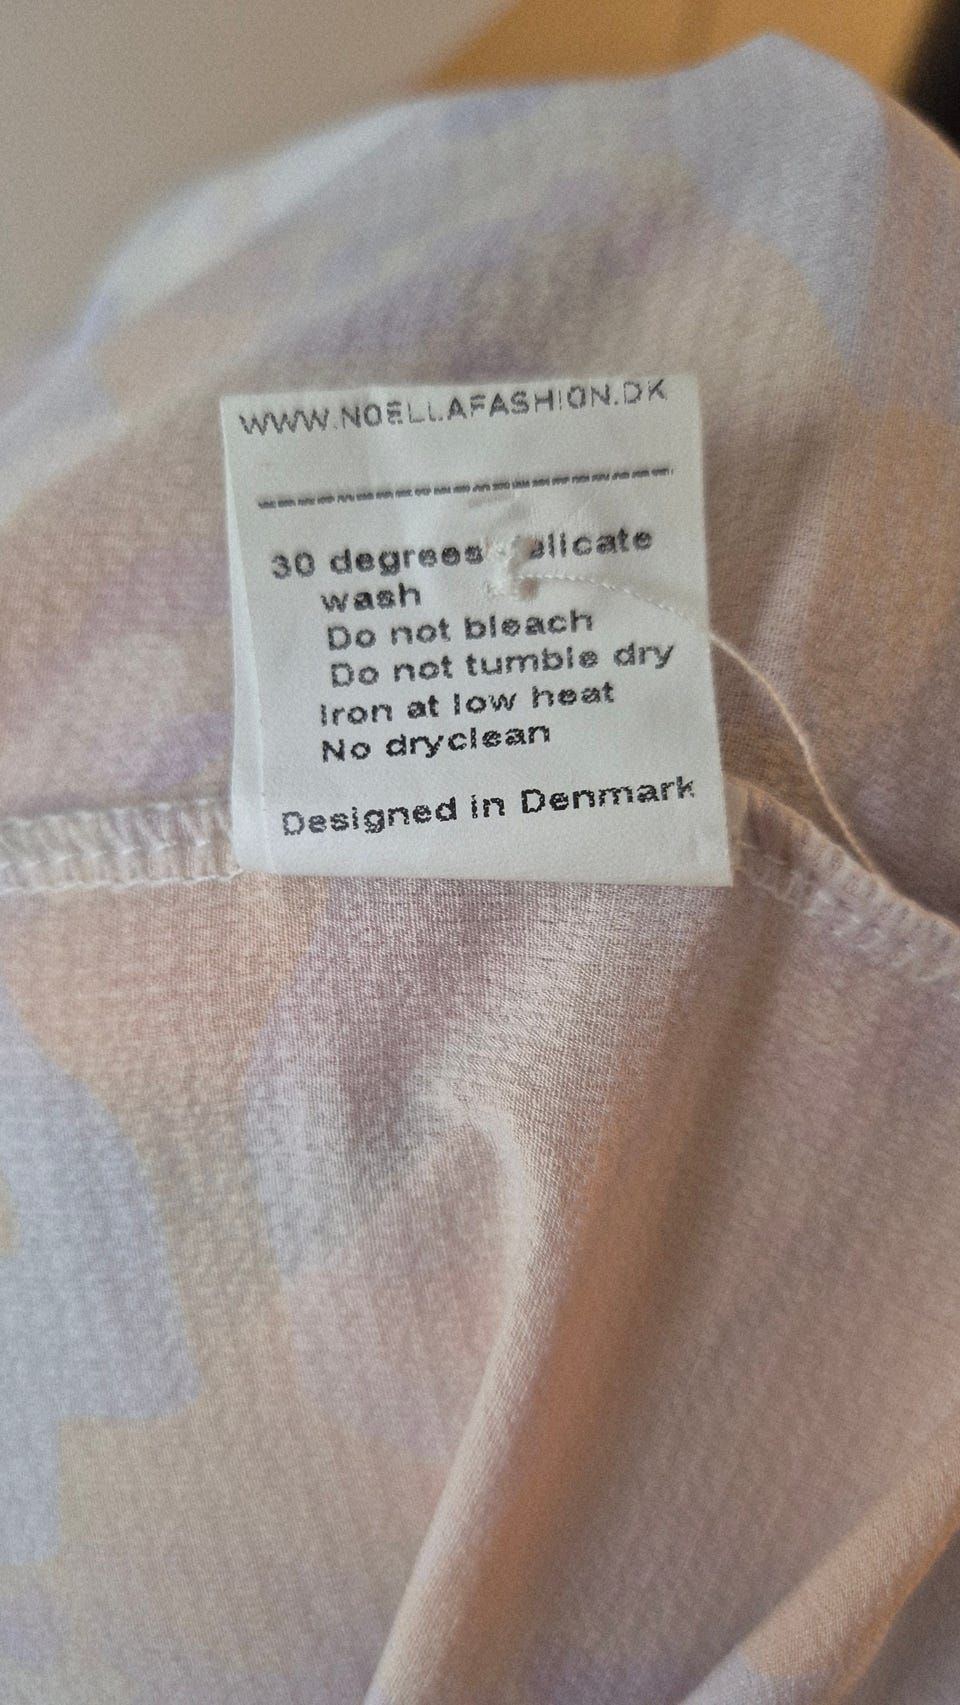 WWW.NOELLAFASHION.DK
--------------------------------
30 degrees delicate
wash
Do not bleach
Do not tumble dry
Iron at low heat
No dryclean
Designed in Denmark